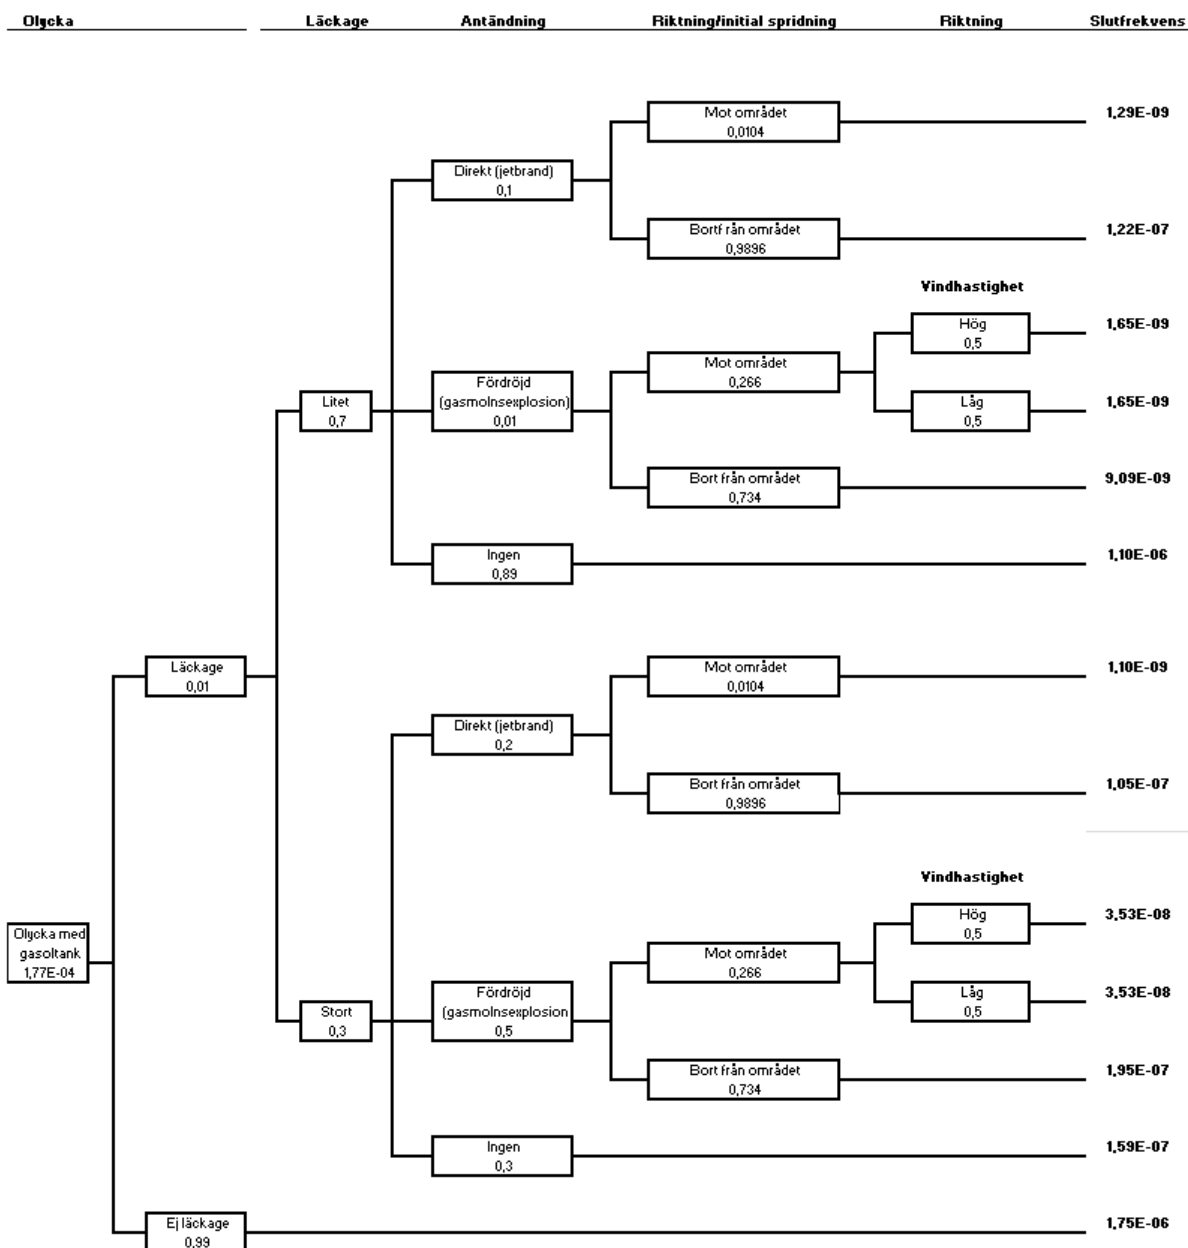 Olycka Läckage Antändning Riktning/initial spridning Riktning Slutfrekvens
Mot området
0,0104
1,29E-09
Direkt (jetbrand)
0,1
Bortf rån området
0,9896
1,22E-07
Vindhastighet
Hög
0,5
1,65E-09
Mot området
0,266
Fördröjd
(gasmolnsexplosion)
0,01
Litet
0,7
Låg
0,5
1,65E-09
Bort från området
0,734
9,09E-09
Ingen
0,89
1,10E-06
Läckage
0,01
Mot området
0,0104
1,10E-09
Direkt (jetbrand)
0,2
Bort från området
0,9896
1,05E-07
Vindhastighet
Hög
0,5
3,53E-08
Olycka med
gasoltank
1,77E-04
Mot området
0,266
Fördröjd
(gasmolnsexplosion
0,5
Stort
0,3
Låg
0,5
3,53E-08
Bort från området
0,734
1,95E-07
Ingen
0,3
1,59E-07
Ej läckage
0,99
1,75E-06